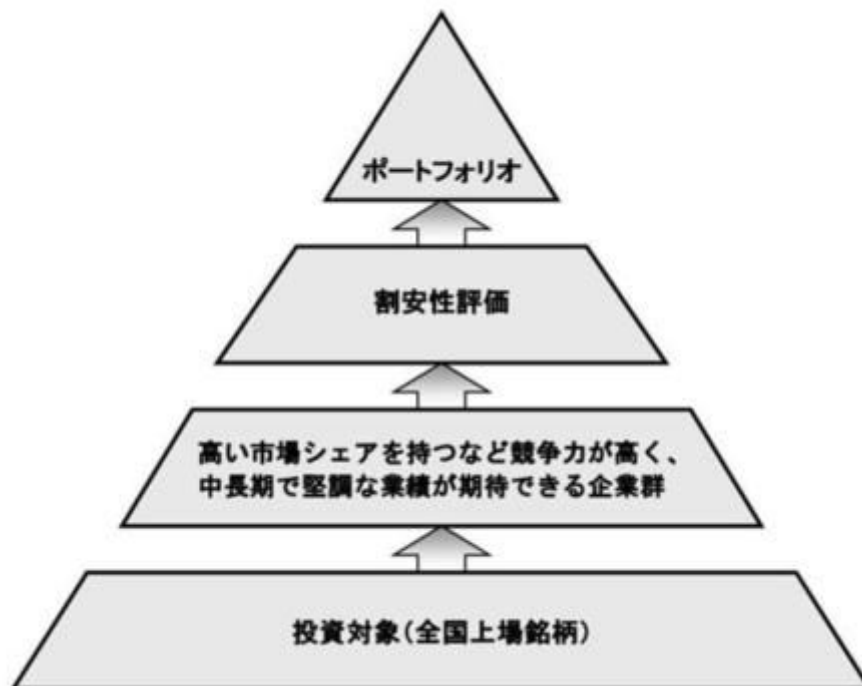 ポートフォリオ
割安性評価
高い市場シェアを持つなど競争力が高く、
中長期で堅調な業績が期待できる企業群
投資対象(全国上場銘柄)